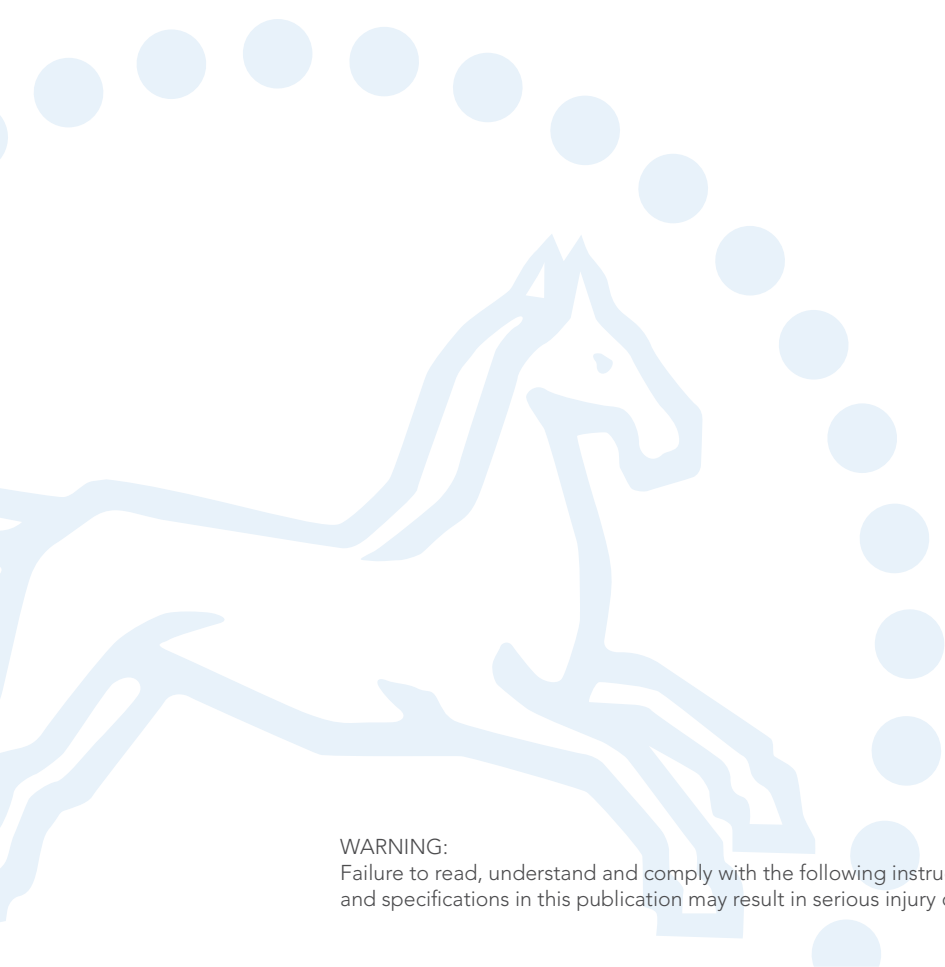 WARNING:
Failure to read, understand and comply with the following
and specifications in this publication may result in serious injury